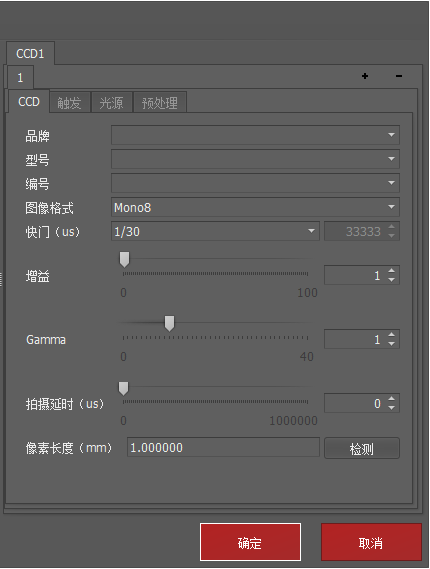 CCD1
1 + -
CCD 触发 光源 预处理
品牌
型号
编号
图像格式 Mono8
快门（us） 1/30 33333
增益 1
0 100
Gamma 1
0 40
拍摄延时（us） 0
0 1000000
像素长度（mm） 1.000000 检测
确定 取消